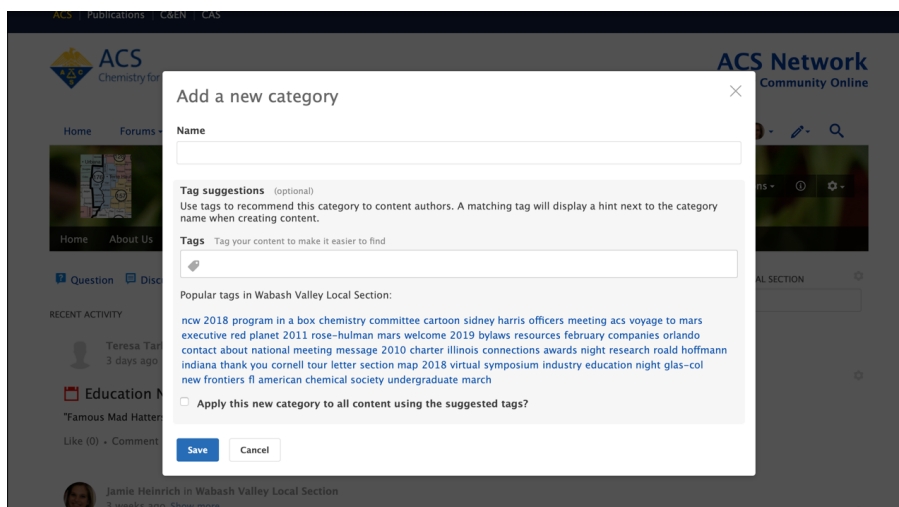 ACS | Publications | C&EN | CAS
ACS
Chemistry for
ACS Network
Community Online
Home Forums
Add a new category
Name
Tag suggestions (optional)
Use tags to recommend this category to content authors. A matching tag will display a hint next to the category
name when creating content.
Tags Tag your content to make it easier to find
Popular tags in Wabash Valley Local Section:
ncw 2018 program in a box chemistry committee cartoon sidney harris officers meeting acs voyage to mars
executive red planet 2011 rose-hulman mars welcome 2019 bylaws resources february companies orlando
contact about national meeting message 2010 charter illinois connections awards night research roald hoffmann
indiana thank you cornell tour letter section map 2018 virtual symposium industry education night glas-col
new frontiers fl american chemical society undergraduate march
Apply this new category to all content using the suggested tags?
Save Cancel
Home About Us
Question
AL SECTION
RECENT ACTIVITY
3 days ago
Education N
"Famous Mad Hatter
Like (0) • Comment
Jamie Heinrich in Wabash Valley Local Section
3 weeks ago Show more